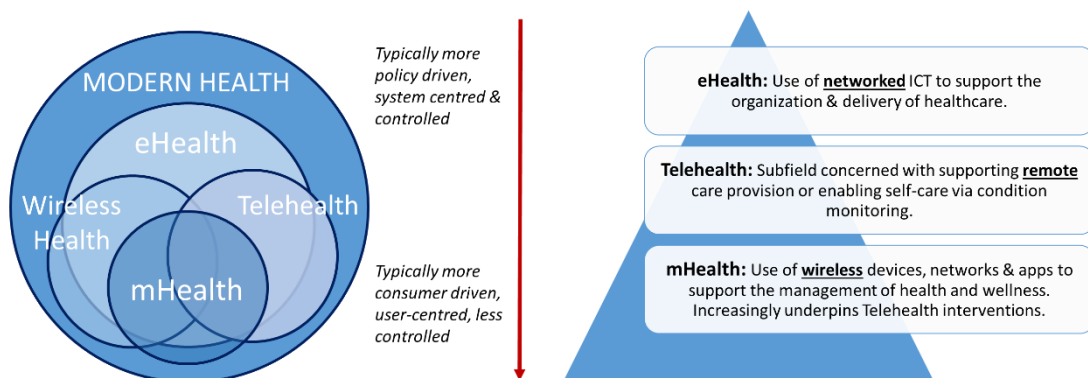 MODERN HEALTH
eHealth
Wireless
Health
Telehealth
mHealth
Typically more
policy driven,
system centred &
controlled
Typically more
consumer driven,
user-centred, less
controlled
eHealth: Use of networked ICT to support the
organization & delivery of healthcare.
Telehealth: Subfield concerned with supporting remote
care provision or enabling self-care via condition
monitoring.
mHealth: Use of wireless devices, networks & apps to
support the management of health and wellness.
Increasingly underpins Telehealth interventions.